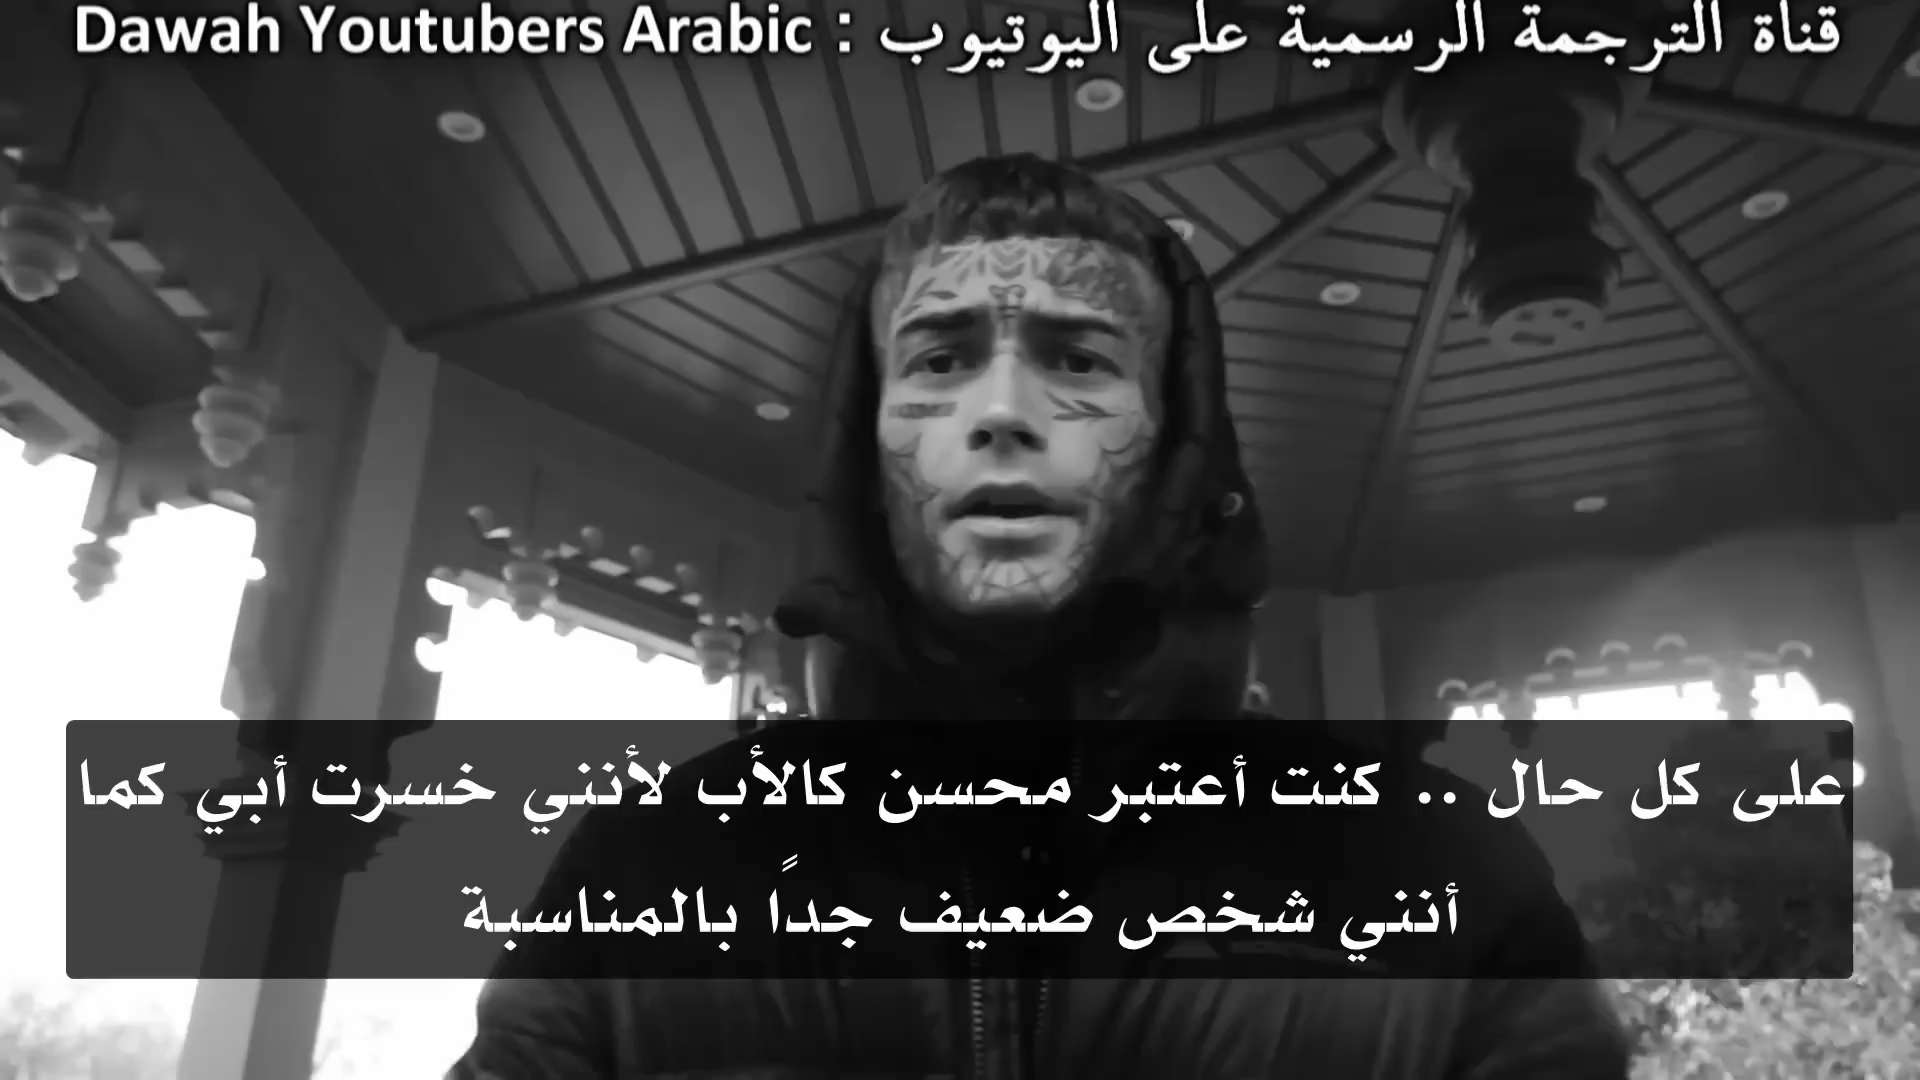 قناة الترجمة الرسمية على اليوتيوب : Dawah Youtubers Arabic
على كل حال .. كنت أعتبر محسن كالأب لأنني خسرت أبي كما
أنني شخص ضعيف جداً بالمناسبة